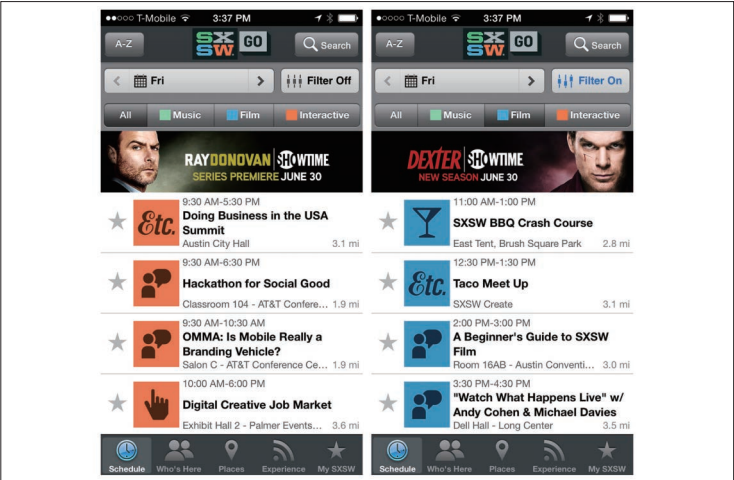 T-Mobile 3:37 PM
A-Z SX SW. GO Search
Fri Filter Off
All Music Film Interactive
RAY DONOVAN SHOWTIME
SERIES PREMIERE JUNE 30
9:30 AM-5:30 PM
Etc. Doing Business in the USA
Summit
Austin City Hall 3.1 mi
9:30 AM-6:30 PM
Hackathon for Social Good
Classroom 104 - AT&T Confere... 1.9 mi
9:30 AM-10:30 AM
OMMA: Is Mobile Really a
Branding Vehicle?
Salon C - AT&T Conference Ce... 1.9 mi
10:00 AM-6:00 PM
Digital Creative Job Market
Exhibit Hall 2 - Palmer Events... 3.6 mi
Schedule Who's Here Places Experience My SXSW
T-Mobile 3:37 PM
A-Z SX SW. GO Search
Fri Filter On
All Music Film Interactive
DEXTER SHOWTIME
NEW SEASON JUNE 30
11:00 AM-1:00 PM
SXSW BBQ Crash Course
East Tent, Brush Square Park 2.8 mi
12:30 PM-1:30 PM
Etc. Taco Meet Up
SXSW Create 3.1 mi
2:00 PM-3:00 PM
A Beginner's Guide to SXSW
Film
Room 16AB - Austin Conventi... 3.0 mi
3:30 PM-4:30 PM
"Watch What Happens Live" w/
Andy Cohen & Michael Davies
Dell Hall - Long Center 3.5 mi
Schedule Who's Here Places Experience My SXSW